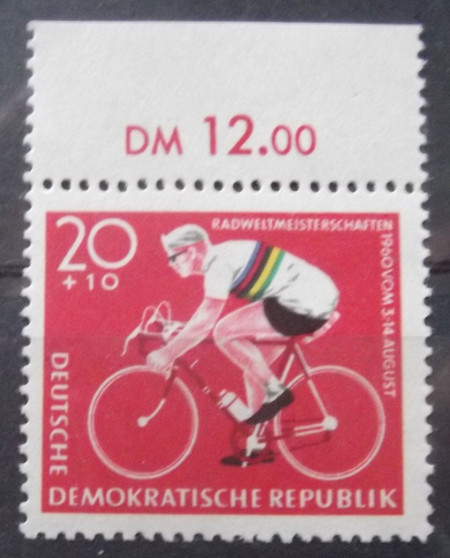 DM 12.00
20
+ 10
RADWELTMEISTERSCHAFTEN
1960 VOM 3.-14 AUGUST
DEUTSCHE
DEMOKRATISCHE REPUBLIK